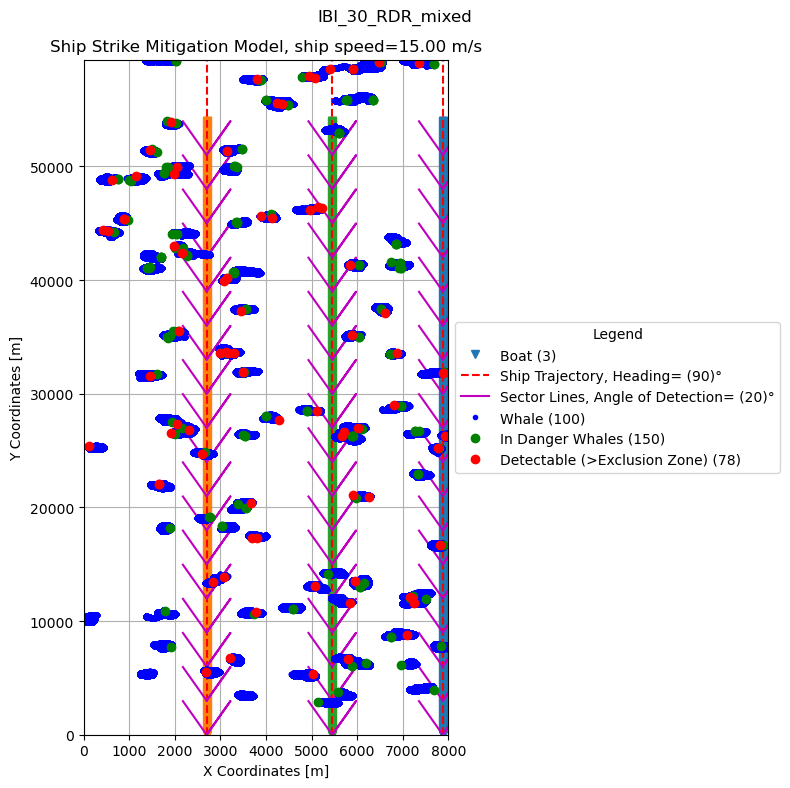 IBI_30_RDR_mixed
Ship Strike Mitigation Model, ship speed=15.00 m/s
Y Coordinates [m]
50000
40000
30000
20000
10000
0
0 1000 2000 3000 4000 5000 6000 7000 8000
X Coordinates [m]
Legend
Boat (3)
Ship Trajectory, Heading= (90)°
Sector Lines, Angle of Detection= (20)°
Whale (100)
In Danger Whales (150)
Detectable (>Exclusion Zone) (78)